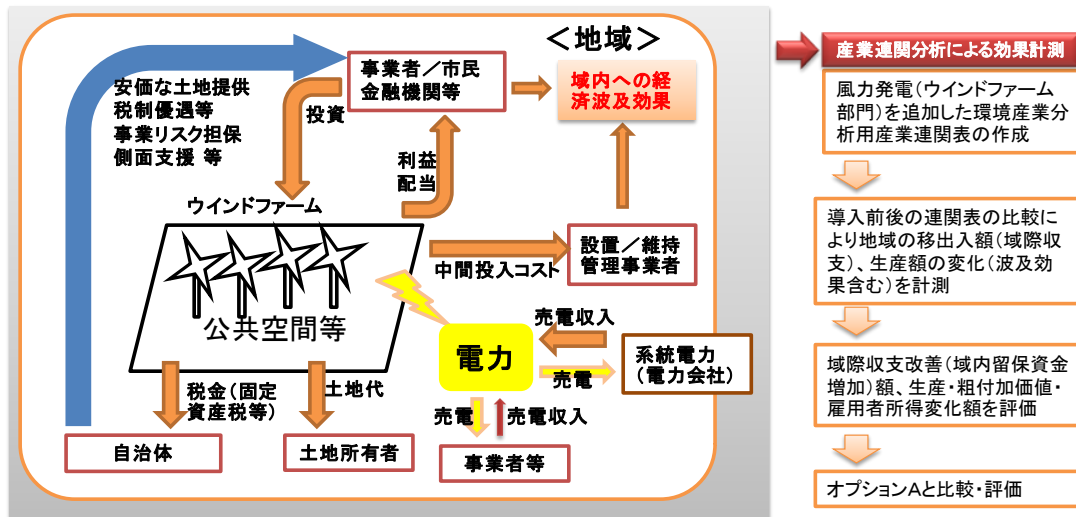 ＜地域＞
安価な土地提供
税制優遇等
事業リスク担保
側面支援 等
事業者／市民
金融機関等
域内への経
済波及効果
投資
利益
配当
ウインドファーム
公共空間等
中間投入コスト
設置／維持
管理事業者
電力
売電収入
売電
系統電力
（電力会社）
税金（固定
資産税等）
土地代
売電
売電収入
自治体
土地所有者
事業者等
産業連関分析による効果計測
風力発電（ウインドファーム
部門）を追加した環境産業分
析用産業連関表の作成
導入前後の連関表の比較に
より地域の移出入額（域際収
支）、生産額の変化（波及効
果含む）を計測
域際収支改善（域内留保資金
増加）額、生産・粗付加価値・
雇用者所得変化額を評価
オプションAと比較・評価